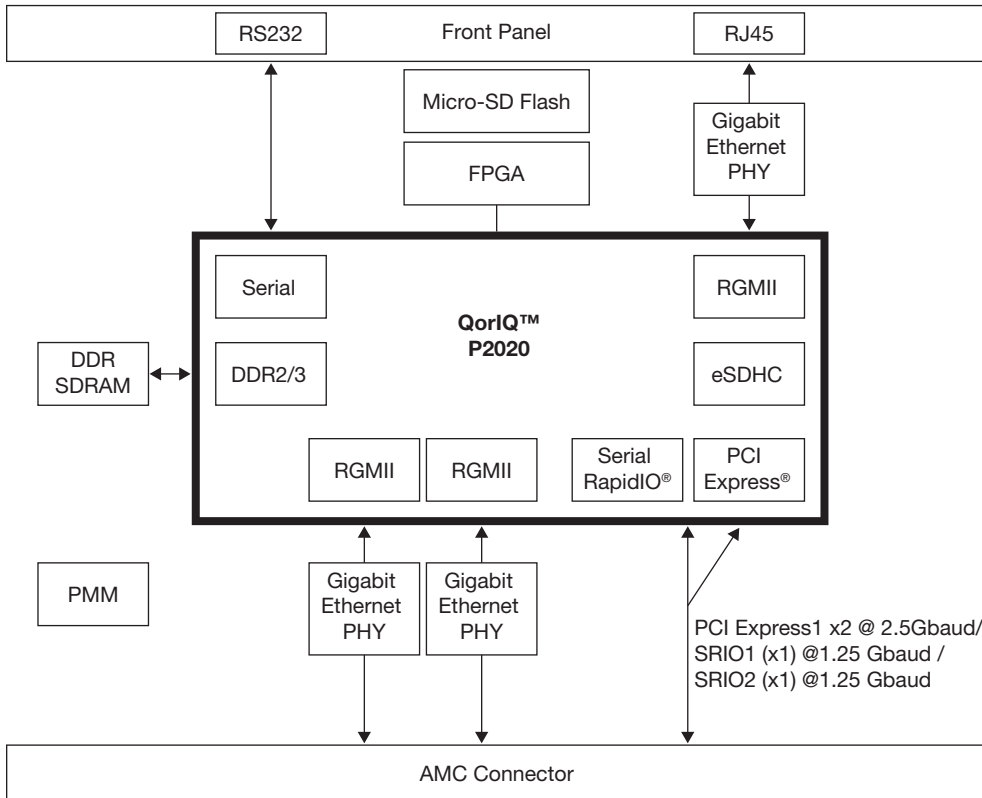 RS232
Front Panel
RJ45
Micro-SD Flash
Gigabit
Ethernet
PHY
FPGA
Serial
QorIQ™
P2020
RGMII
DDR
SDRAM
DDR2/3
eSDHC
RGMII
RGMII
Serial
RapidIO®
PCI
Express®
PMM
Gigabit
Ethernet
PHY
Gigabit
Ethernet
PHY
PCI Express1 x2 @ 2.5Gbaud/
SRIO1 (x1) @1.25 Gbaud /
SRIO2 (x1) @1.25 Gbaud
AMC Connector